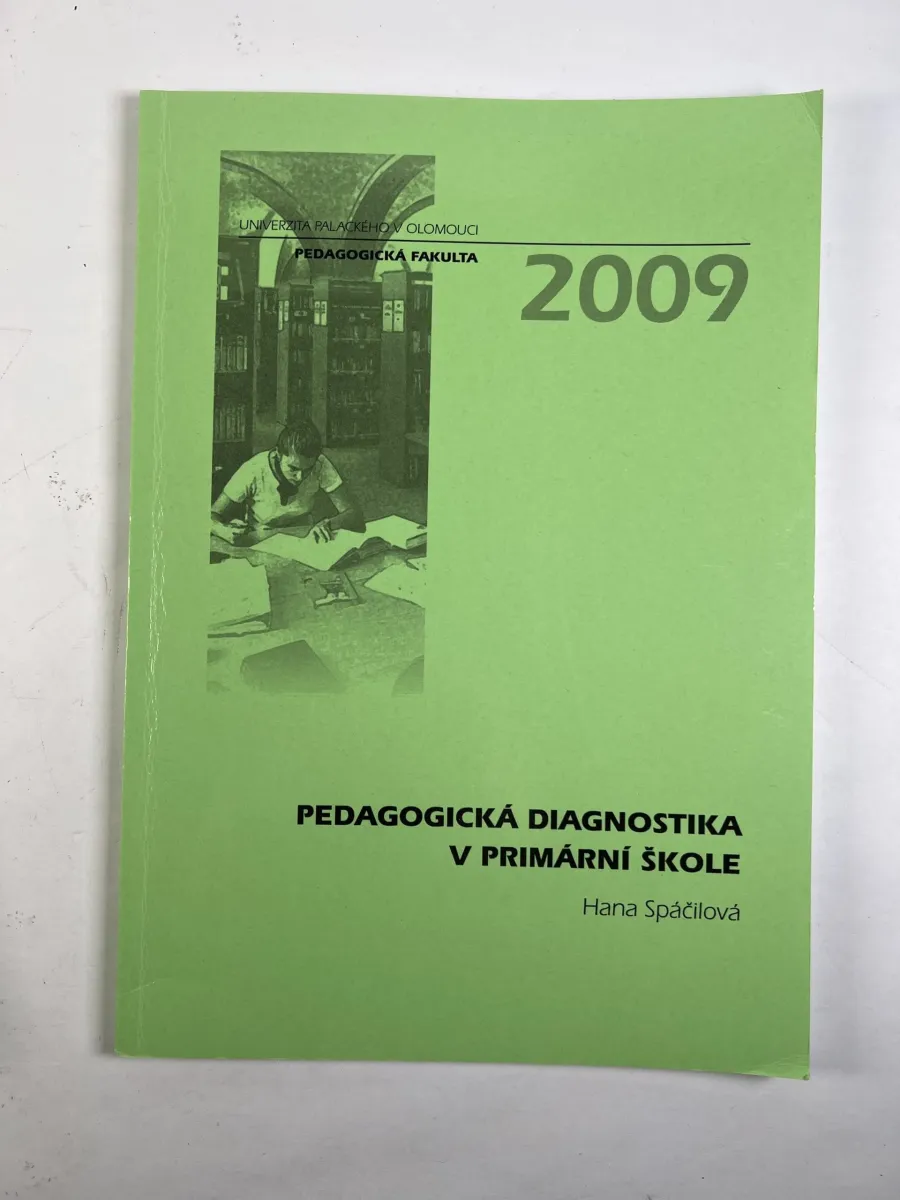 UNIVERZITA PALACKÉHO V OLOMOUCI
PEDAGOGICKÁ FAKULTA
2009
PEDAGOGICKÁ DIAGNOSTIKA
V PRIMÁRNÍ ŠKOLE
Hana Spáčilová